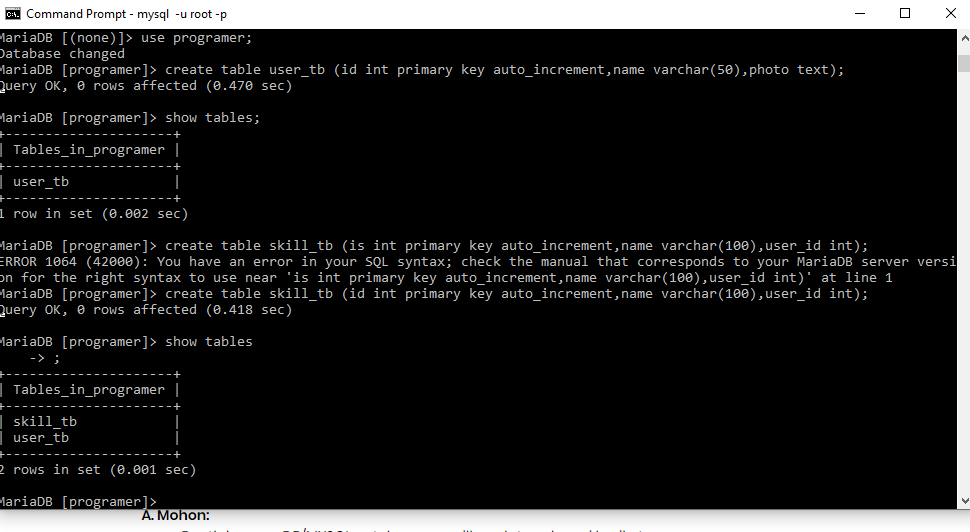 Command Prompt - mysql  -u root -p
MariaDB [(none)]> use programer;
Database changed
MariaDB [programer]> create table user_tb (id int primary key auto_increment,name varchar(50),photo text);
Query OK, 0 rows affected (0.470 sec)
MariaDB [programer]> show tables;
+---------------------+
| Tables_in_programer |
+---------------------+
| user_tb             |
+---------------------+
1 row in set (0.002 sec)
MariaDB [programer]> create table skill_tb (is int primary key auto_increment,name varchar(100),user_id int);
ERROR 1064 (42000): You have an error in your SQL syntax; check the manual that corresponds to your MariaDB server versi
on for the right syntax to use near 'is int primary key auto_increment,name varchar(100),user_id int)' at line 1
MariaDB [programer]> create table skill_tb (id int primary key auto_increment,name varchar(100),user_id int);
Query OK, 0 rows affected (0.418 sec)
MariaDB [programer]> show tables
    -> ;
+---------------------+
| Tables_in_programer |
+---------------------+
| skill_tb            |
| user_tb             |
+---------------------+
2 rows in set (0.001 sec)
MariaDB [programer]>
A. Mohon: